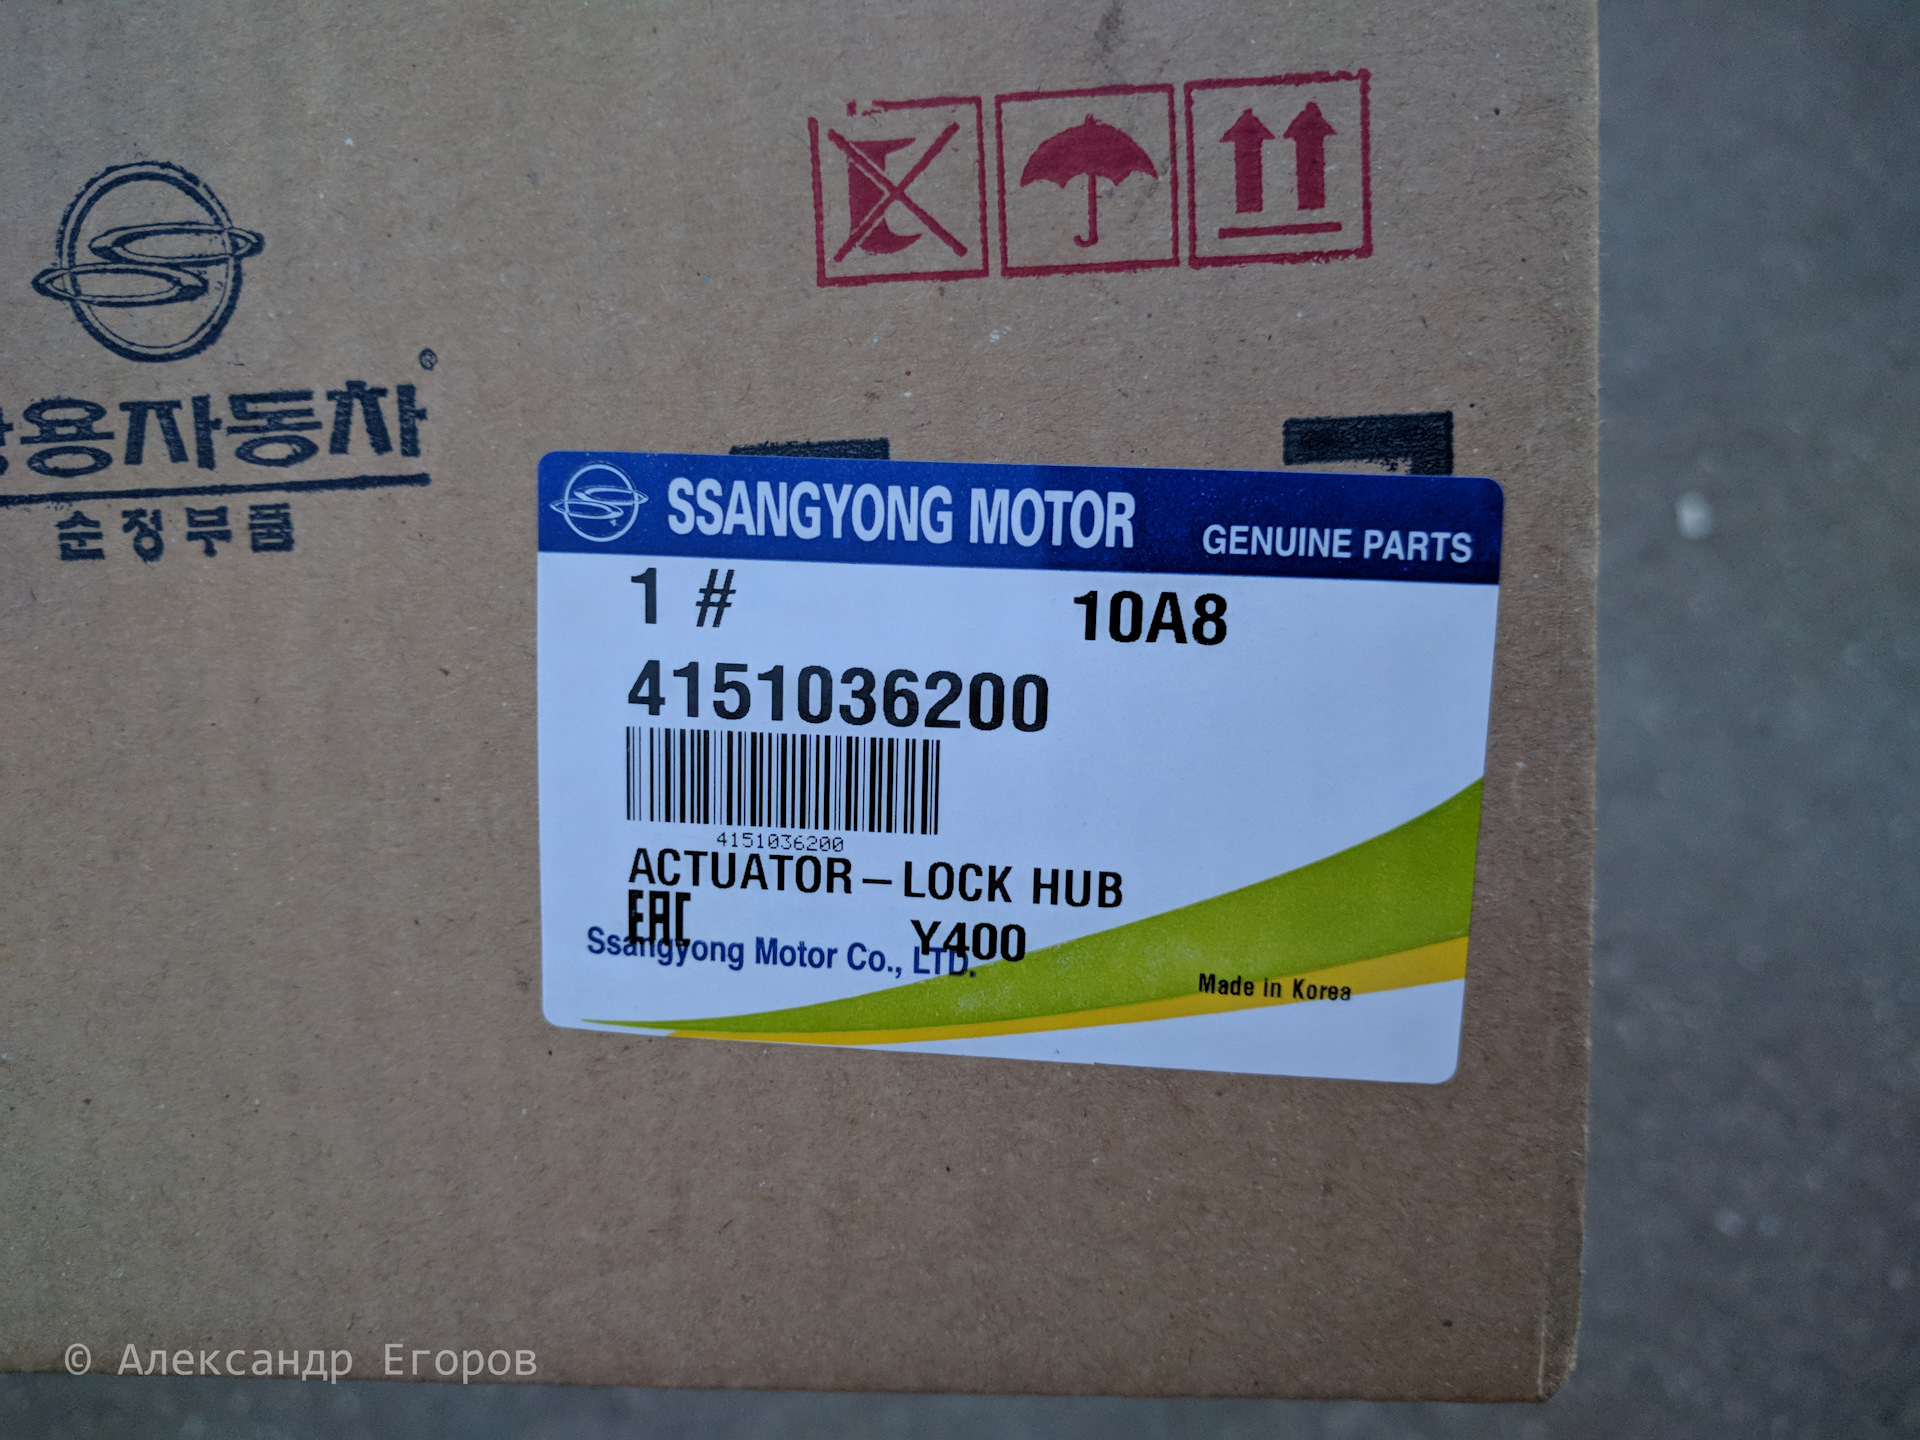 용자동차®
순정부품
SSANGYONG MOTOR GENUINE PARTS
1 # 10A8
4151036200
4151036200
ACTUATOR-LOCK HUB
EAC Y400
Ssangyong Motor Co., LTD.
Made in Korea
© Александр Егоров